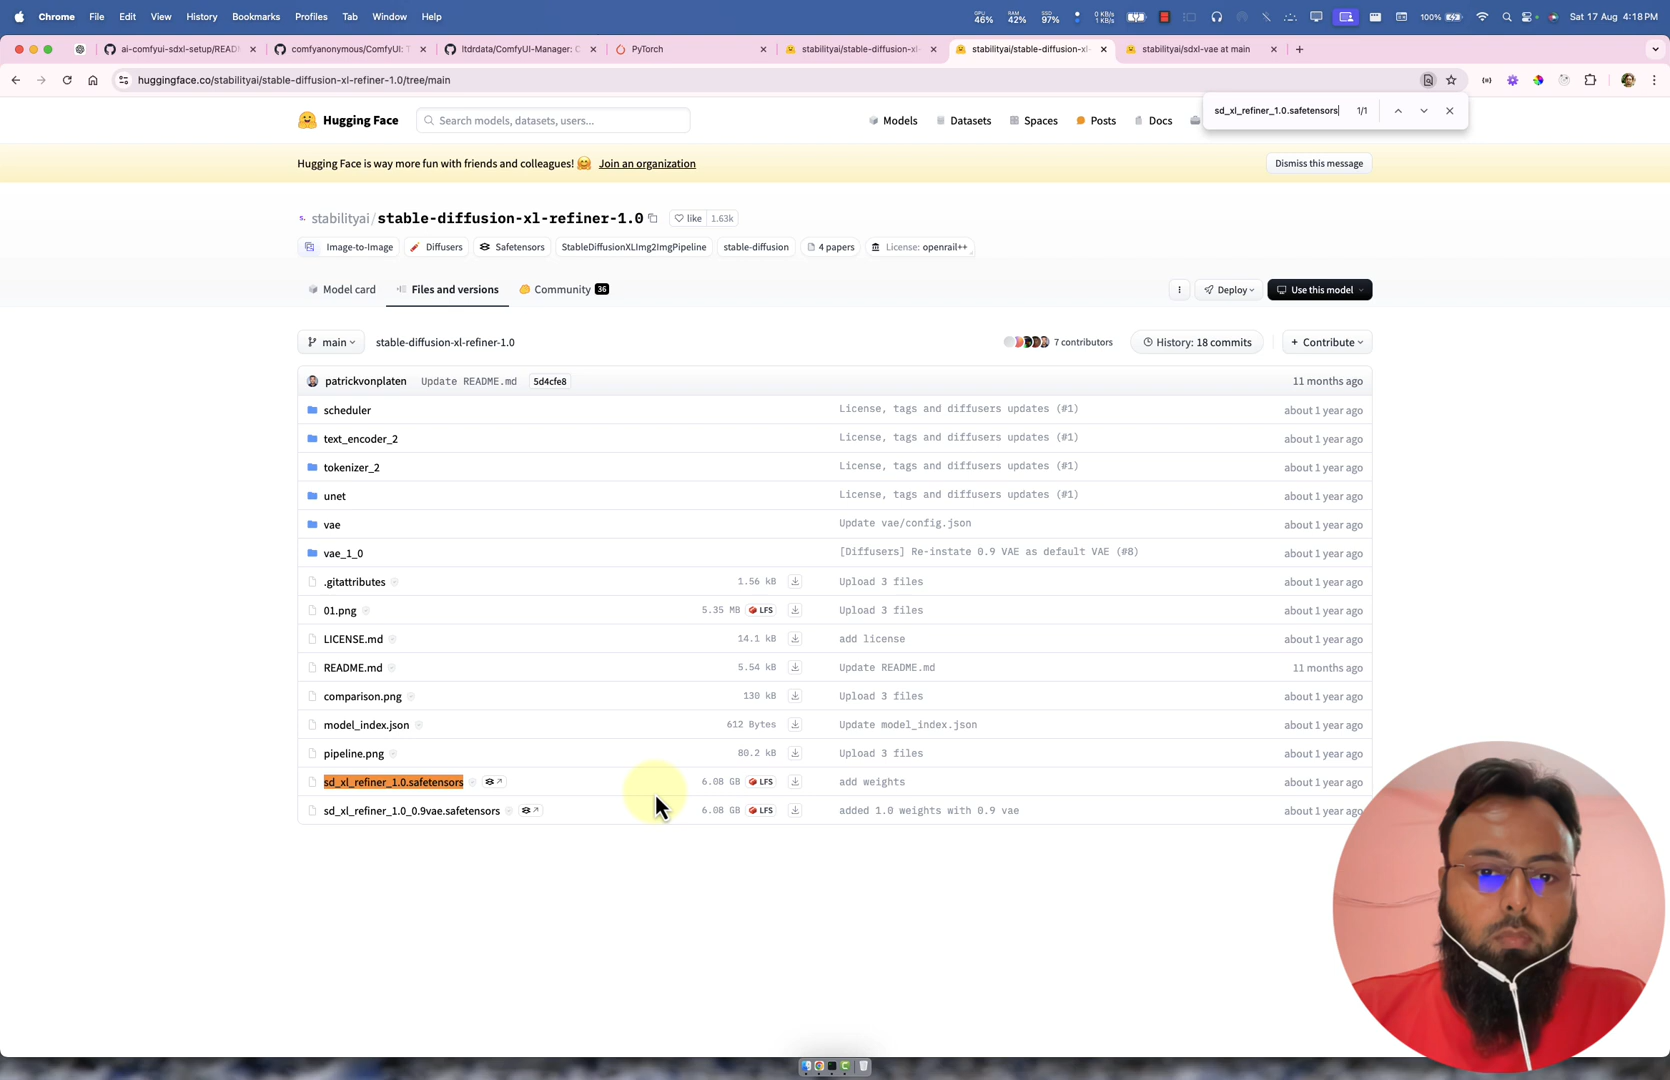 Chrome File Edit View History Bookmarks Profiles Tab Window Help
GPU 46% RAM 42% SSD 97% 0 KB/s 1 KB/s 100% Sat 17 Aug 4:18 PM
ai-comfyui-sdxl-setup/READM comfyanonymous/ComfyUI: T ltdrdata/ComfyUI-Manager: C PyTorch stabilityai/stable-diffusion-xl- stabilityai/stable-diffusion-xl- stabilityai/sdxl-vae at main
huggingface.co/stabilityai/stable-diffusion-xl-refiner-1.0/tree/main
sd_xl_refiner_1.0.safetensors 1/1
Hugging Face Search models, datasets, users... Models Datasets Spaces Posts Docs
Hugging Face is way more fun with friends and colleagues! 🤗 Join an organization Dismiss this message
stabilityai/stable-diffusion-xl-refiner-1.0 like 1.63k
Image-to-Image Diffusers Safetensors StableDiffusionXLImg2ImgPipeline stable-diffusion 4 papers License: openrail++
Model card Files and versions Community 36 Deploy Use this model
main stable-diffusion-xl-refiner-1.0 7 contributors History: 18 commits + Contribute
patrickvonplaten Update README.md 5d4cfe8 11 months ago
scheduler License, tags and diffusers updates (#1) about 1 year ago
text_encoder_2 License, tags and diffusers updates (#1) about 1 year ago
tokenizer_2 License, tags and diffusers updates (#1) about 1 year ago
unet License, tags and diffusers updates (#1) about 1 year ago
vae Update vae/config.json about 1 year ago
vae_1_0 [Diffusers] Re-instate 0.9 VAE as default VAE (#8) about 1 year ago
.gitattributes 1.56 kB Upload 3 files about 1 year ago
01.png 5.35 MB LFS Upload 3 files about 1 year ago
LICENSE.md 14.1 kB add license about 1 year ago
README.md 5.54 kB Update README.md 11 months ago
comparison.png 130 kB Upload 3 files about 1 year ago
model_index.json 612 Bytes Update model_index.json about 1 year ago
pipeline.png 80.2 kB Upload 3 files about 1 year ago
sd_xl_refiner_1.0.safetensors 6.08 GB LFS add weights about 1 year ago
sd_xl_refiner_1.0_0.9vae.safetensors 6.08 GB LFS added 1.0 weights with 0.9 vae about 1 year ago